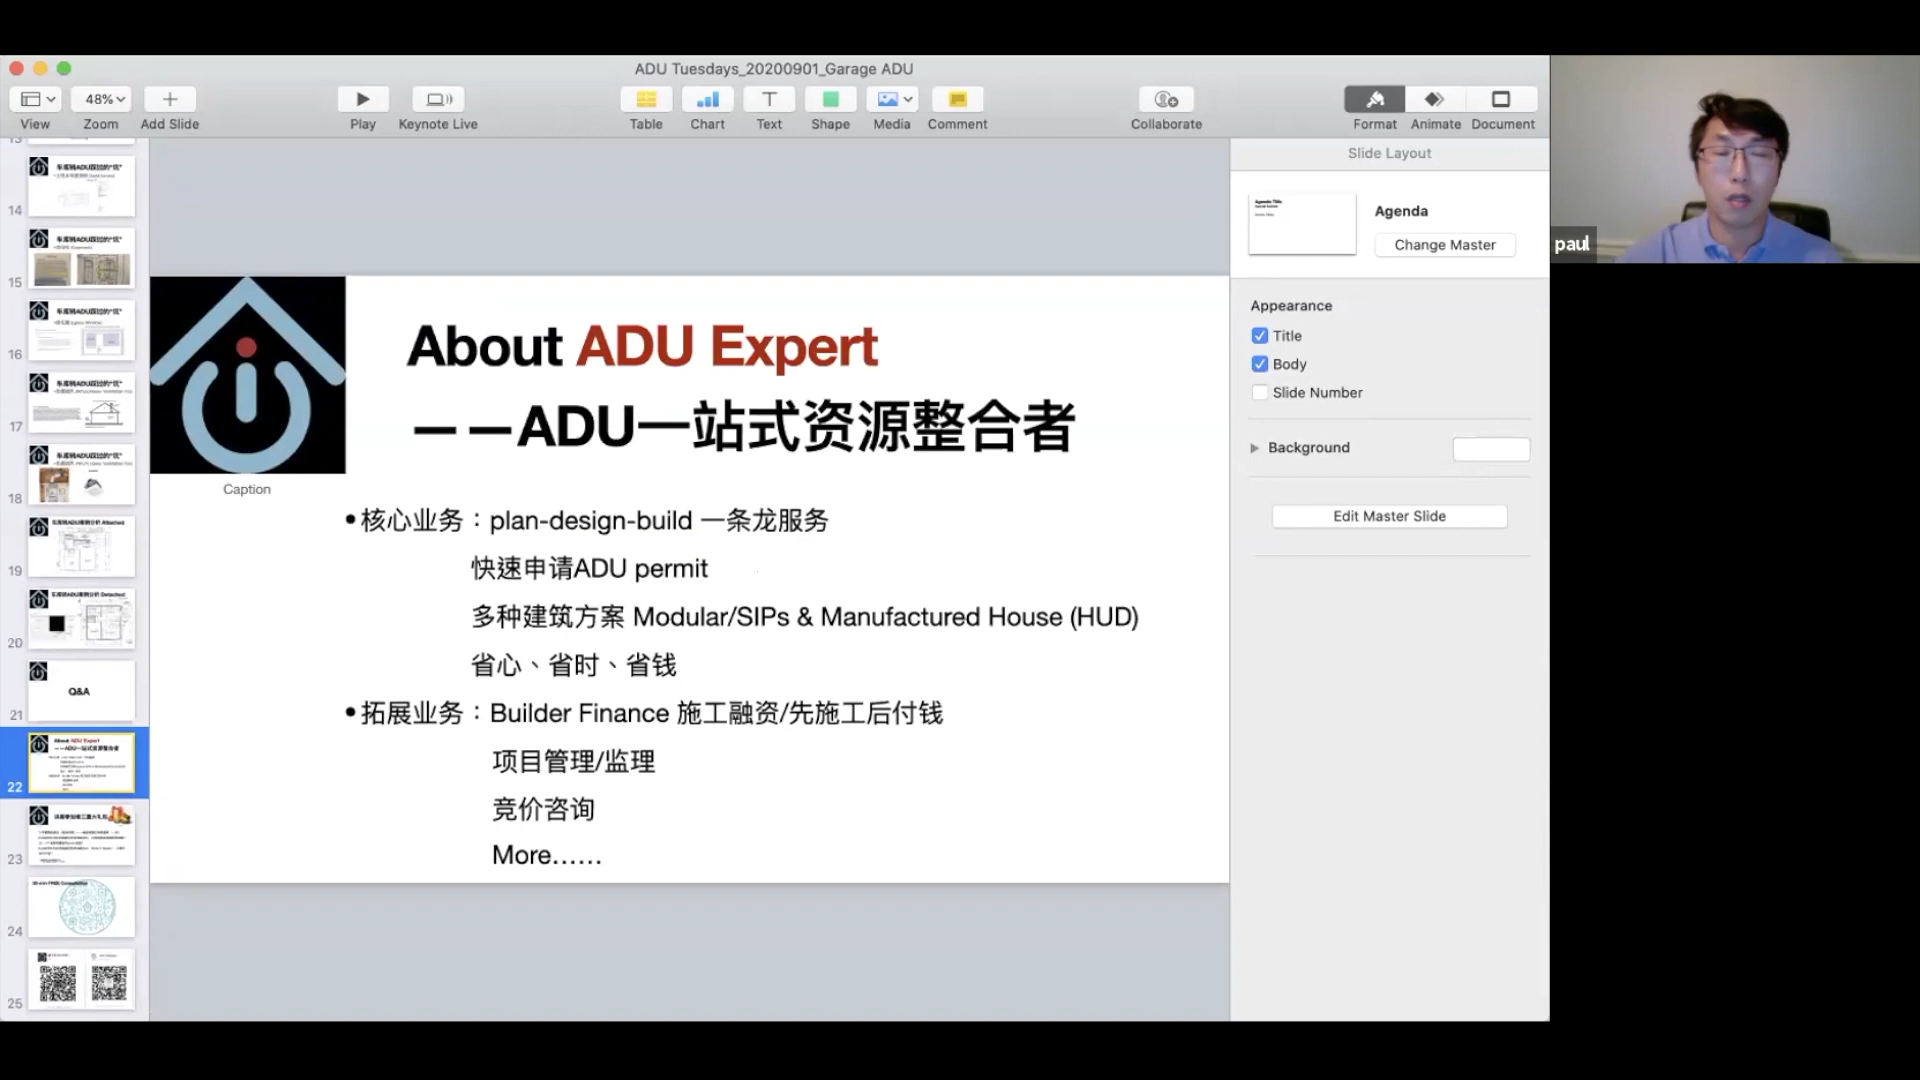 ADU Tuesdays_20200901_Garage ADU
48%
View
Zoom
Add Slide
Play
Keynote Live
Table
Chart
Text
Shape
Media
Comment
Collaborate
Format
Animate
Document
13
14
15
16
17
18
19
20
21
Q&A
22
23
24
25
About ADU Expert
——ADU一站式资源整合者
Caption
•核心业务：plan-design-build 一条龙服务
快速申请ADU permit
多种建筑方案 Modular/SIPs & Manufactured House (HUD)
省心、省时、省钱
•拓展业务：Builder Finance 施工融资/先施工后付钱
项目管理/监理
竞价咨询
More……
Slide Layout
Agenda
Change Master
Appearance
Title
Body
Slide Number
Background
Edit Master Slide
paul